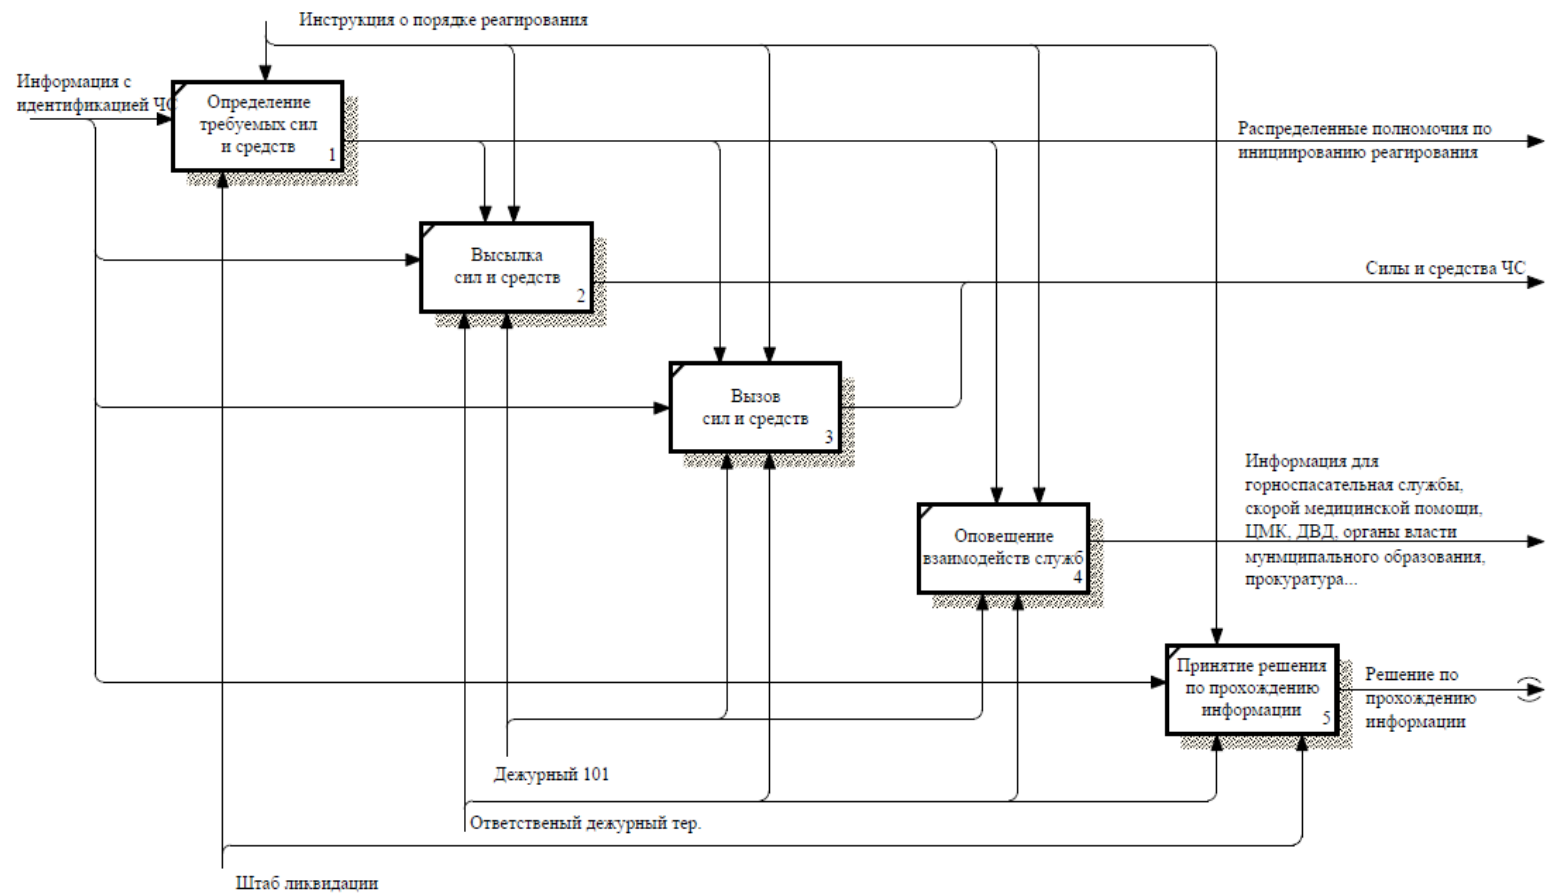 Инструкция о порядке реагирования
Информация с
идентификацией ЧС
Определение
требуемых сил
и средств
1
Распределенные полномочия по
инициированию реагирования
Высылка
сил и средств
2
Силы и средства ЧС
Вызов
сил и средств
3
Информация для
горноспасательная службы,
скорой медицинской помощи,
ЦМК, ДВД, органы власти
мунмципального образования,
прокуратура...
Оповещение
взаимодейств служб
4
Принятие решения
по прохождению
информации
5
Решение по
прохождению
информации
Дежурный 101
Ответственый дежурный тер.
Штаб ликвидации